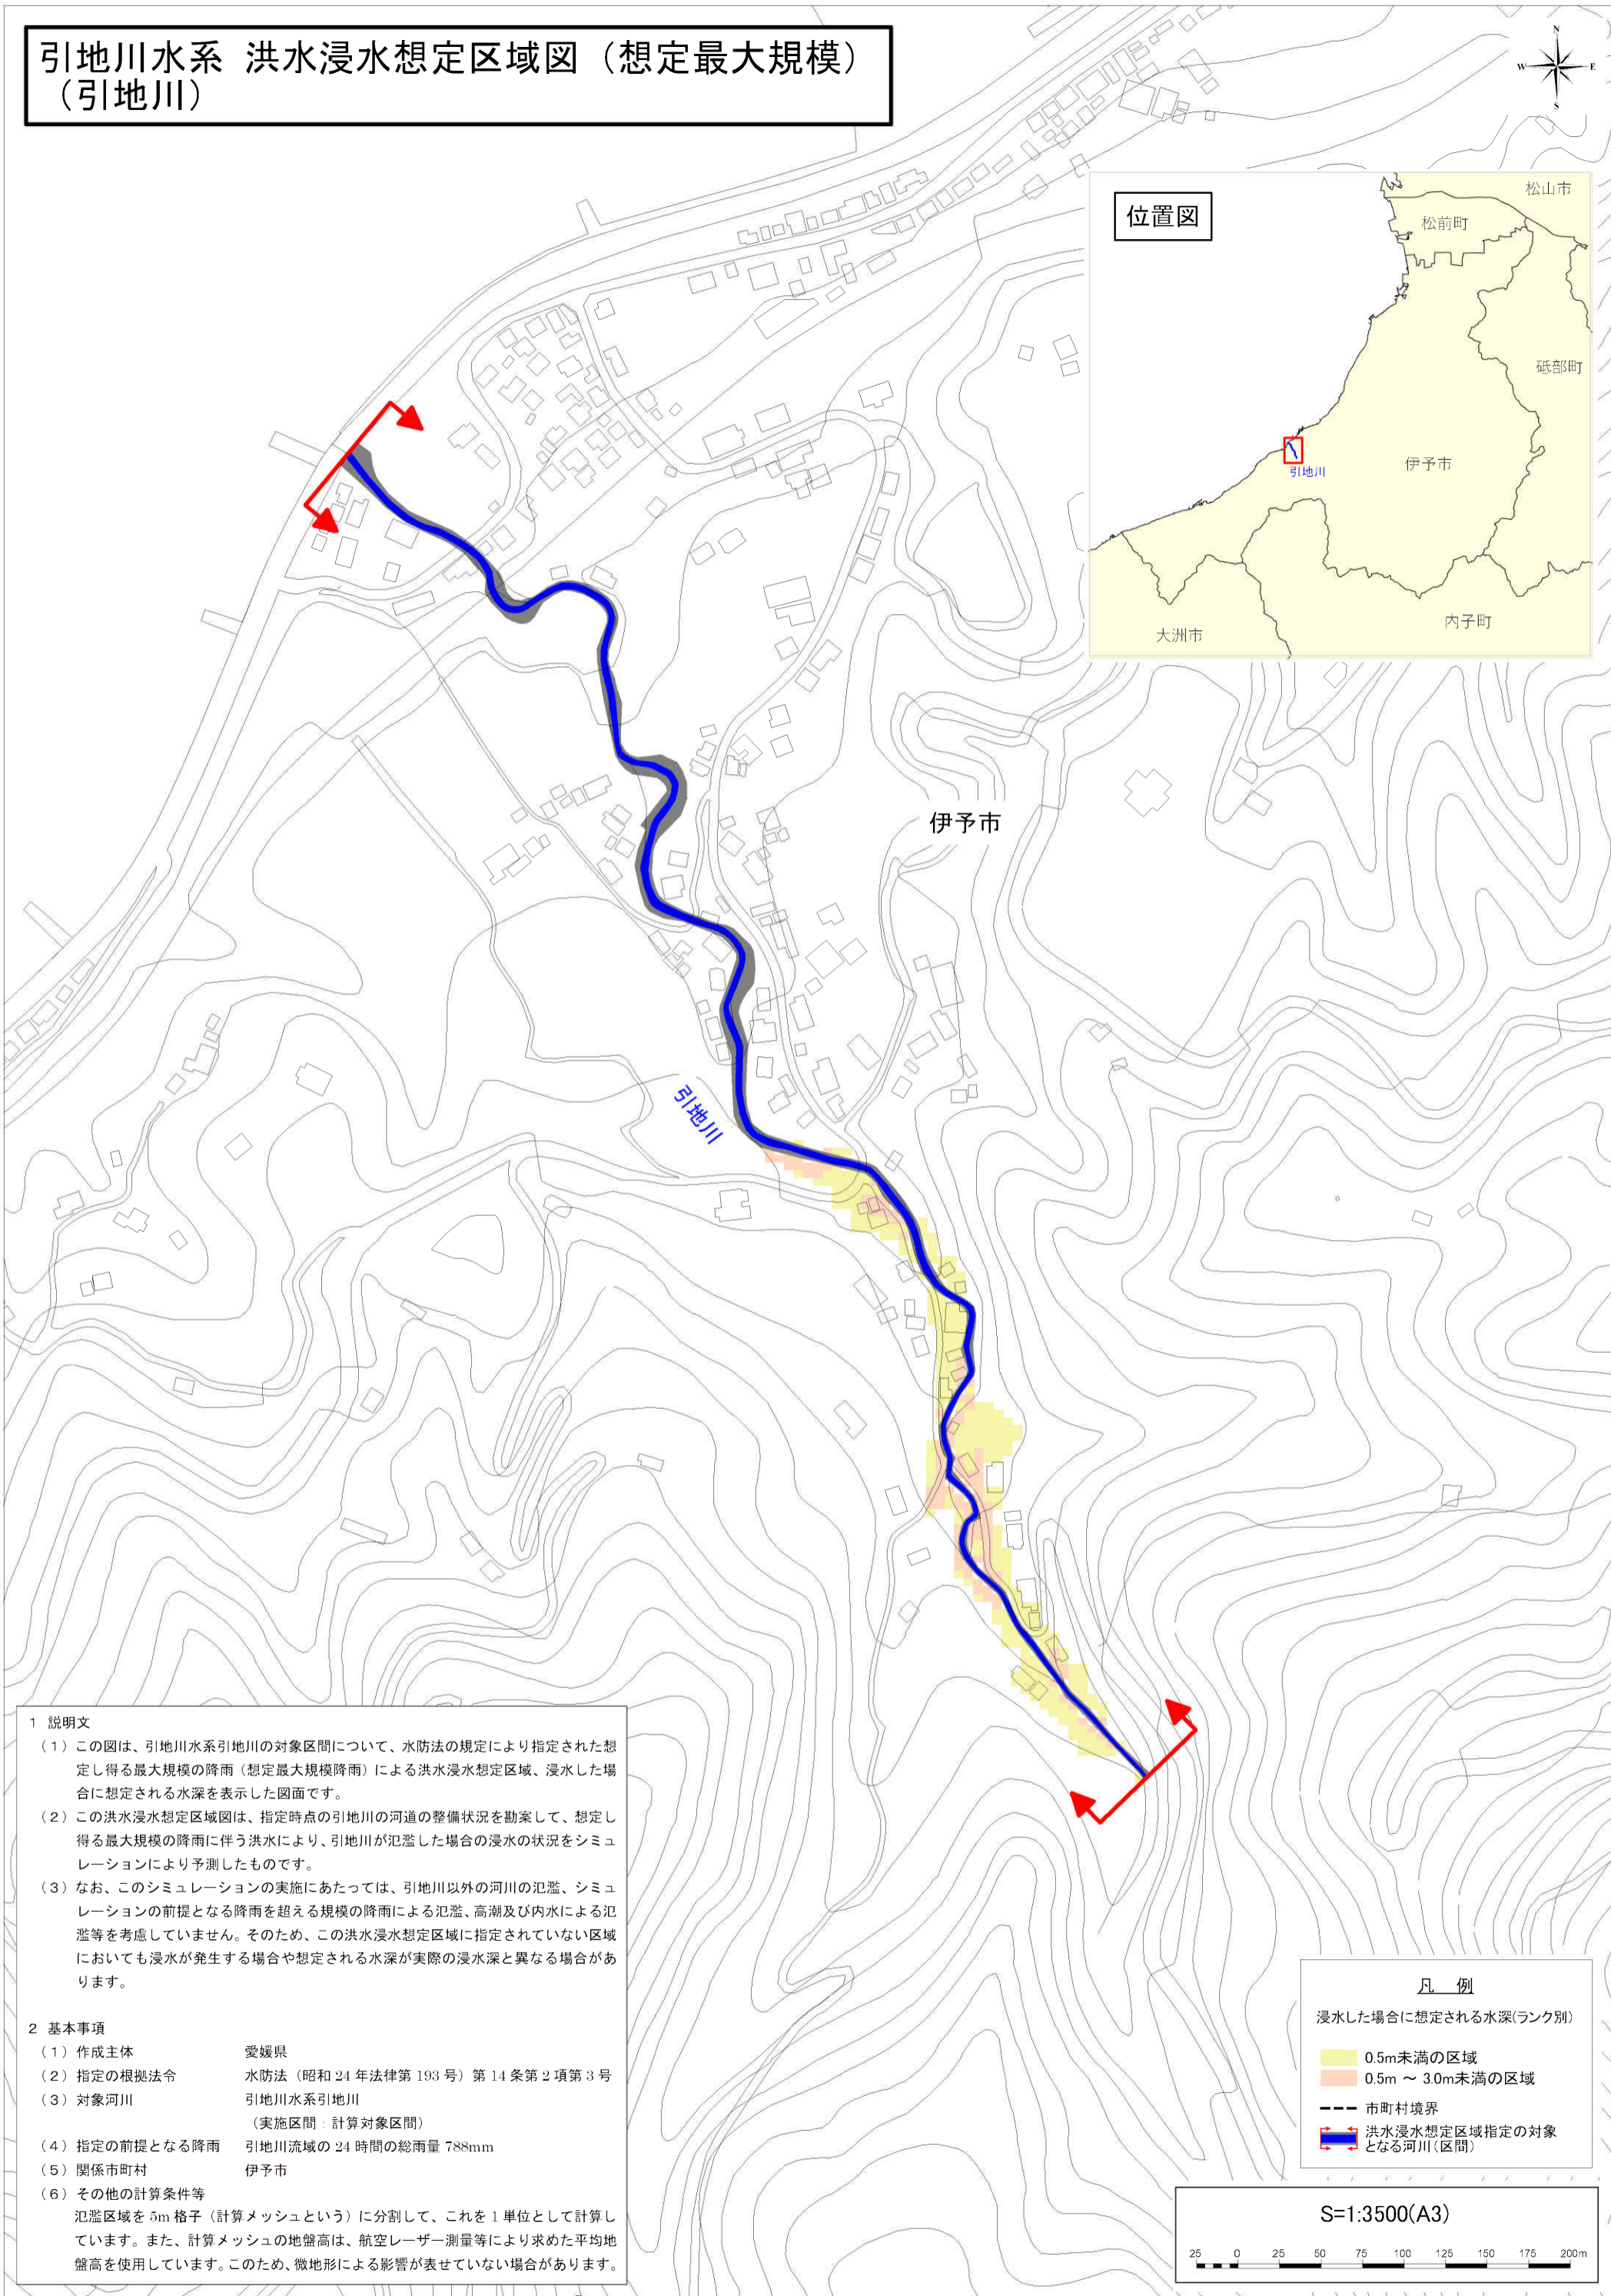 引地川水系 洪水浸水想定区域図（想定最大規模）
（引地川）
N
W
E
S
位置図
松山市
松前町
砥部町
伊予市
引地川
内子町
大洲市
伊予市
引地川
1 説明文
（1）この図は、引地川水系引地川の対象区間について、水防法の規定により指定された想
定し得る最大規模の降雨（想定最大規模降雨）による洪水浸水想定区域、浸水した場
合に想定される水深を表示した図面です。
（2）この洪水浸水想定区域図は、指定時点の引地川の河道の整備状況を勘案して、想定し
得る最大規模の降雨に伴う洪水により、引地川が氾濫した場合の浸水の状況をシミュ
レーションにより予測したものです。
（3）なお、このシミュレーションの実施にあたっては、引地川以外の河川の氾濫、シミュ
レーションの前提となる降雨を超える規模の降雨による氾濫、高潮及び内水による氾
濫等を考慮していません。そのため、この洪水浸水想定区域に指定されていない区域
においても浸水が発生する場合や想定される水深が実際の浸水深と異なる場合があ
ります。
2 基本事項
（1）作成主体 愛媛県
（2）指定の根拠法令 水防法（昭和 24 年法律第 193 号）第 14 条第 2 項第 3 号
（3）対象河川 引地川水系引地川
（実施区間：計算対象区間）
（4）指定の前提となる降雨 引地川流域の 24 時間の総雨量 788mm
（5）関係市町村 伊予市
（6）その他の計算条件等
氾濫区域を 5m 格子（計算メッシュという）に分割して、これを 1 単位として計算し
ています。また、計算メッシュの地盤高は、航空レーザー測量等により求めた平均地
盤高を使用しています。このため、微地形による影響が表せていない場合があります。
凡 例
浸水した場合に想定される水深(ランク別)
0.5m未満の区域
0.5m ～ 3.0m未満の区域
市町村境界
洪水浸水想定区域指定の対象
となる河川（区間）
S=1:3500(A3)
25 0 25 50 75 100 125 150 175 200m